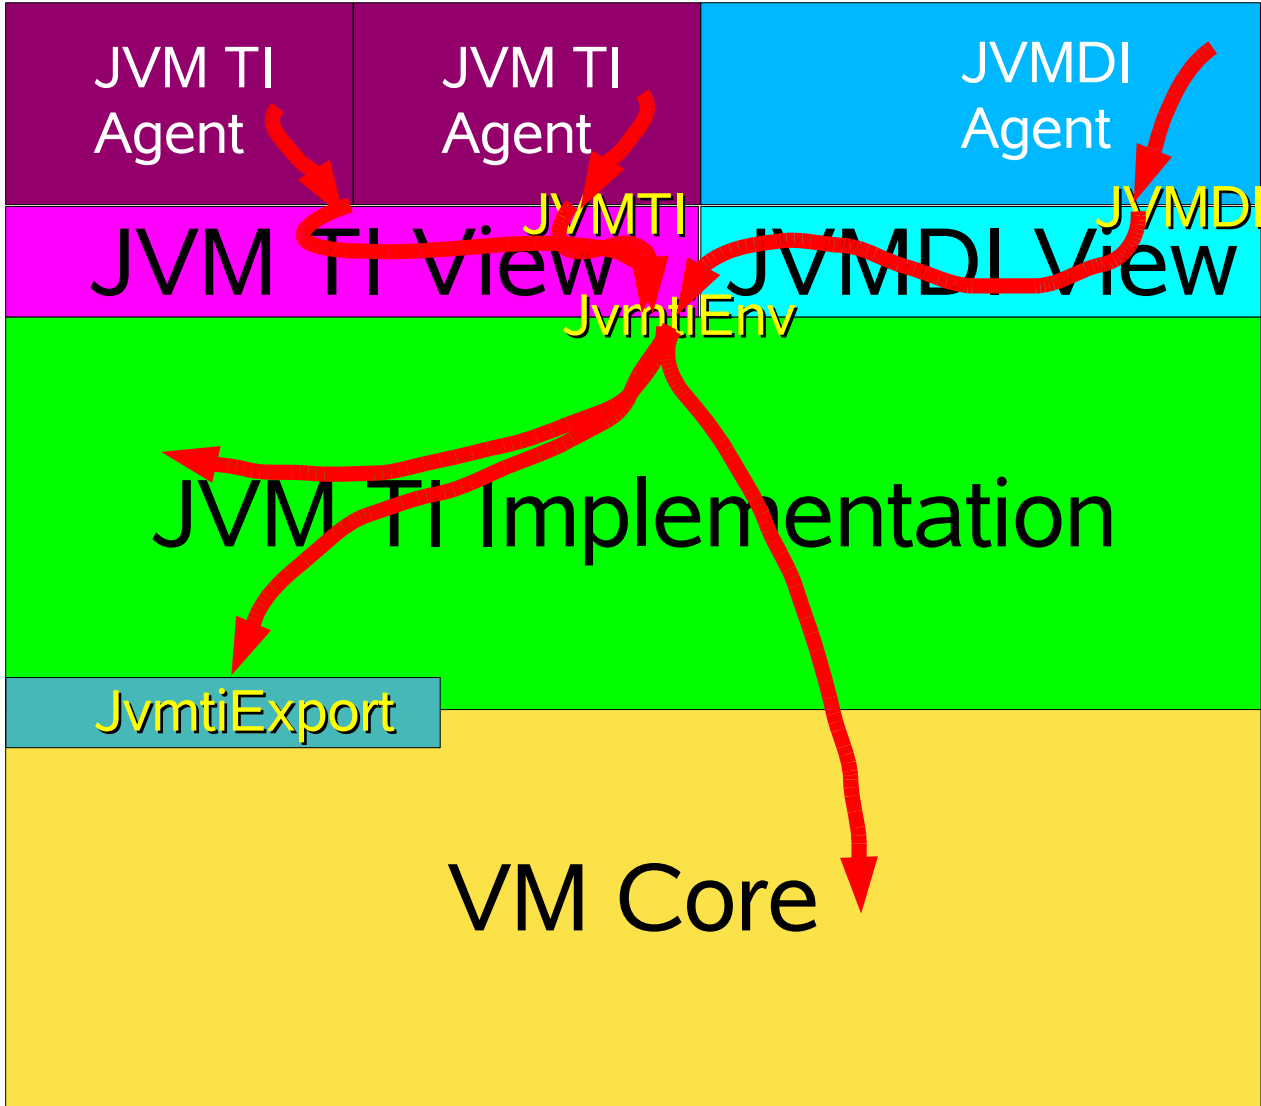 JVM TI
Agent
JVM TI
Agent
JVMDI
Agent
JVMTI
JVMDI
JVM TI View
JVMDI View
JvmtiEnv
JVM TI Implementation
JvmtiExport
VM Core